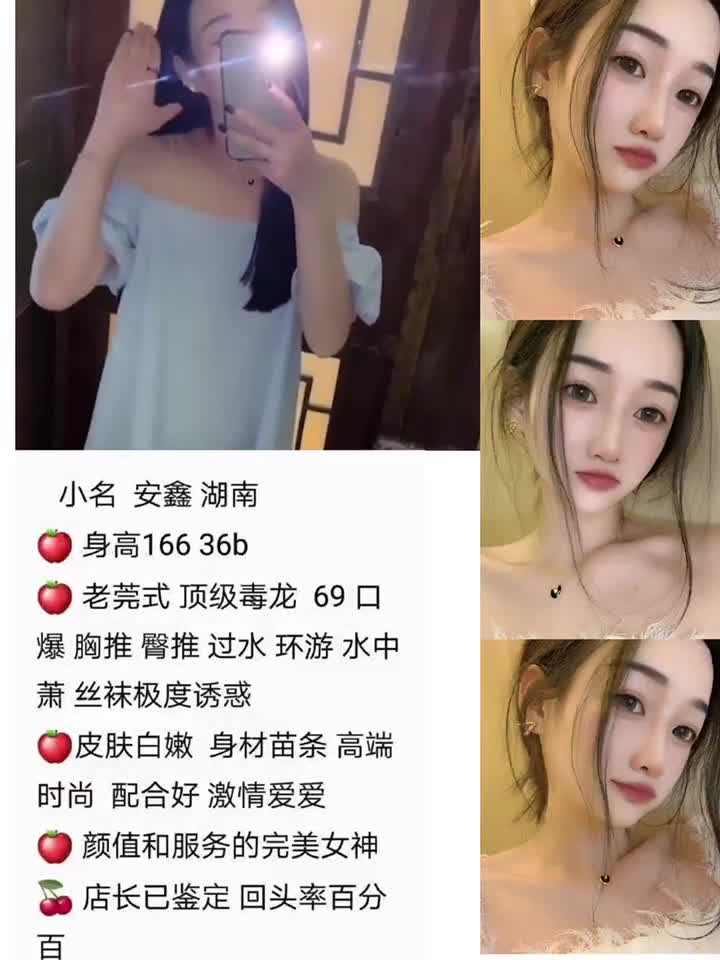 小名 安鑫 湖南
🍎 身高166 36b
🍎 老莞式 顶级毒龙 69 口
爆 胸推 臀推 过水 环游 水中
萧 丝袜极度诱惑
🍎皮肤白嫩 身材苗条 高端
时尚 配合好 激情爱爱
🍎 颜值和服务的完美女神
🍒 店长已鉴定 回头率百分
百